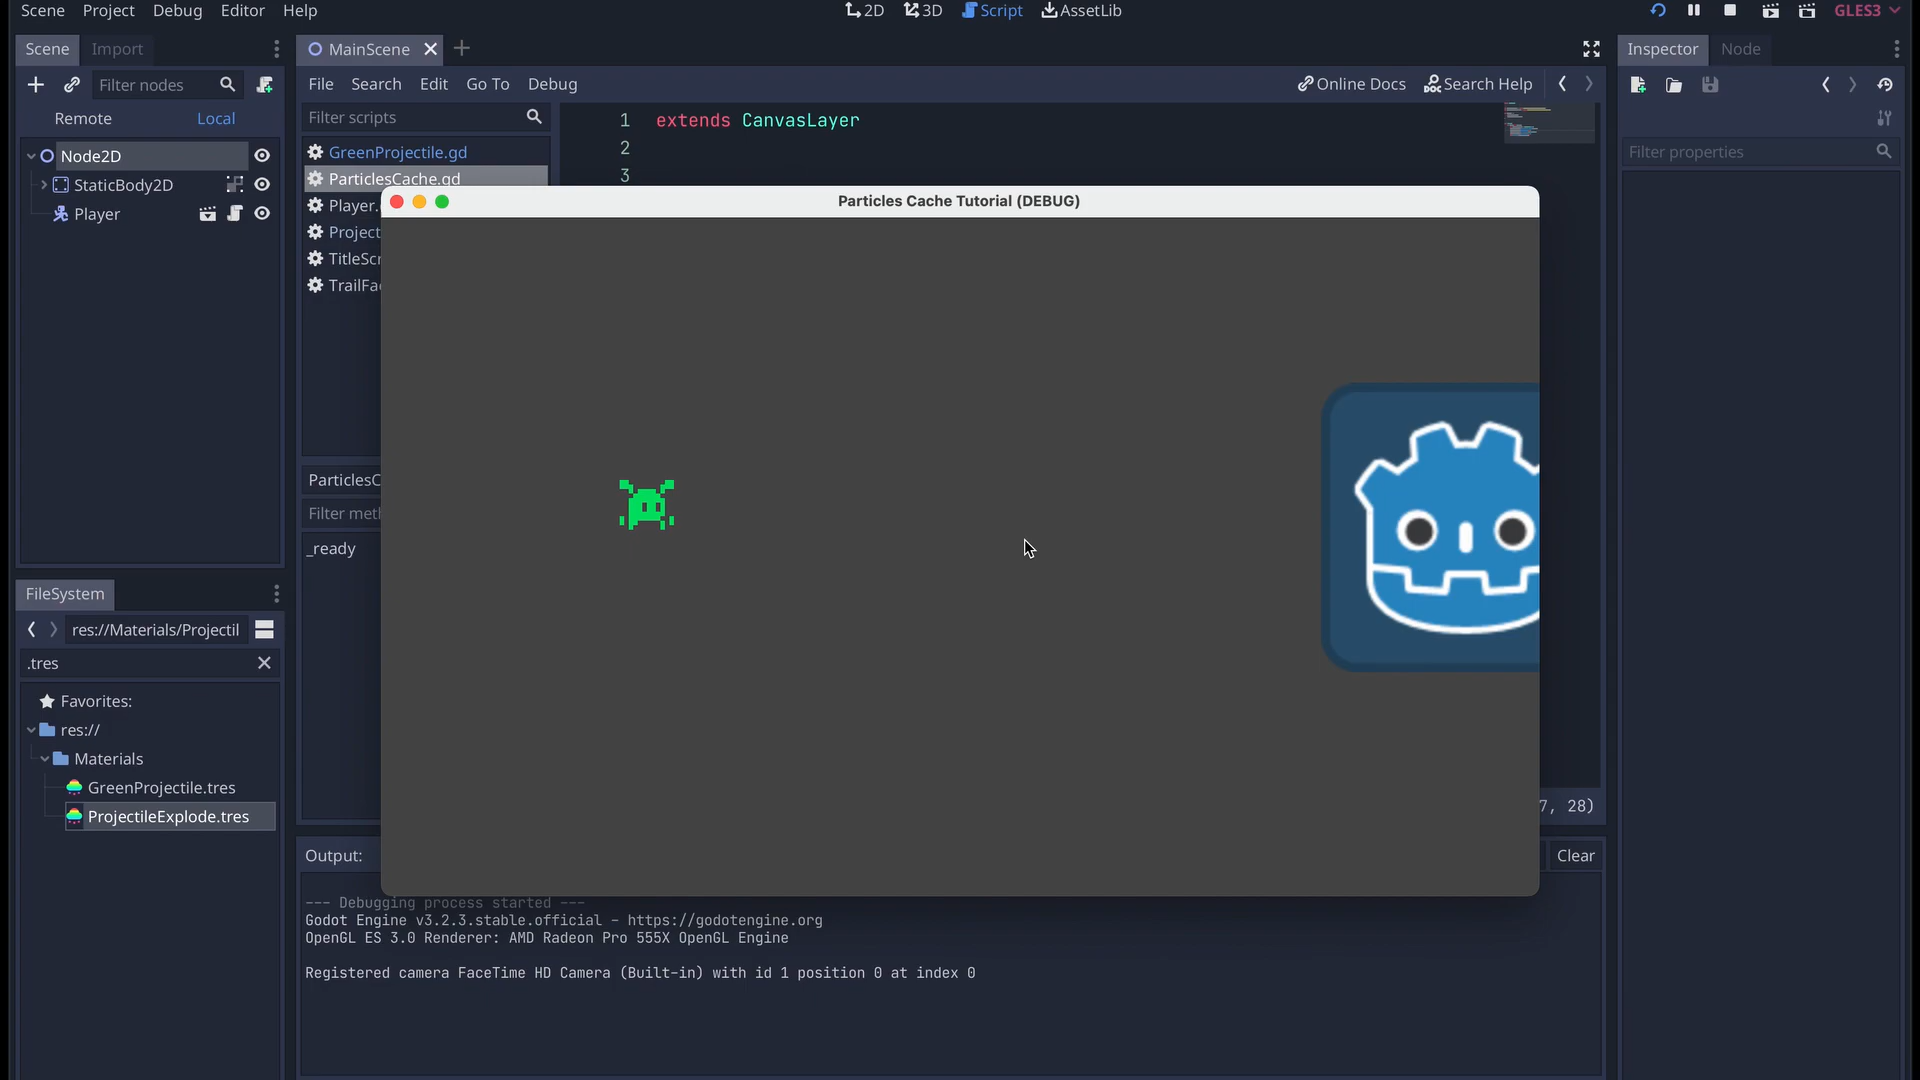 Scene Project Debug Editor Help
2D 3D Script AssetLib
GLES3
Scene Import
MainScene
Inspector Node
Filter nodes
File Search Edit Go To Debug
Online Docs Search Help
Remote Local
Filter scripts
1 extends CanvasLayer
2
3
Filter properties
Node2D
StaticBody2D
Player
GreenProjectile.gd
ParticlesCache.gd
Player.
Project
TitleScr
TrailFa
Particles Cache Tutorial (DEBUG)
ParticlesC
Filter met
_ready
FileSystem
res://Materials/Projectil
.tres
Favorites:
res://
Materials
GreenProjectile.tres
ProjectileExplode.tres
7, 28)
Output:
Clear
--- Debugging process started ---
Godot Engine v3.2.3.stable.official - https://godotengine.org
OpenGL ES 3.0 Renderer: AMD Radeon Pro 555X OpenGL Engine
Registered camera FaceTime HD Camera (Built-in) with id 1 position 0 at index 0